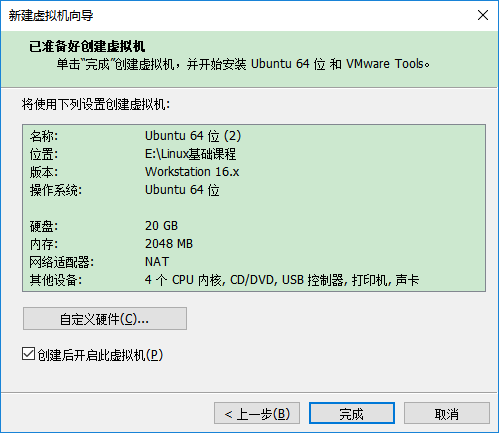 新建虚拟机向导
已准备好创建虚拟机
单击“完成”创建虚拟机，并开始安装 Ubuntu 64 位 和 VMware Tools。
将使用下列设置创建虚拟机:
名称: Ubuntu 64 位 (2)
位置: E:\Linux基础课程
版本: Workstation 16.x
操作系统: Ubuntu 64 位
硬盘: 20 GB
内存: 2048 MB
网络适配器: NAT
其他设备: 4 个 CPU 内核, CD/DVD, USB 控制器, 打印机, 声卡
自定义硬件(C)...
创建后开启此虚拟机(P)
< 上一步(B) 完成 取消